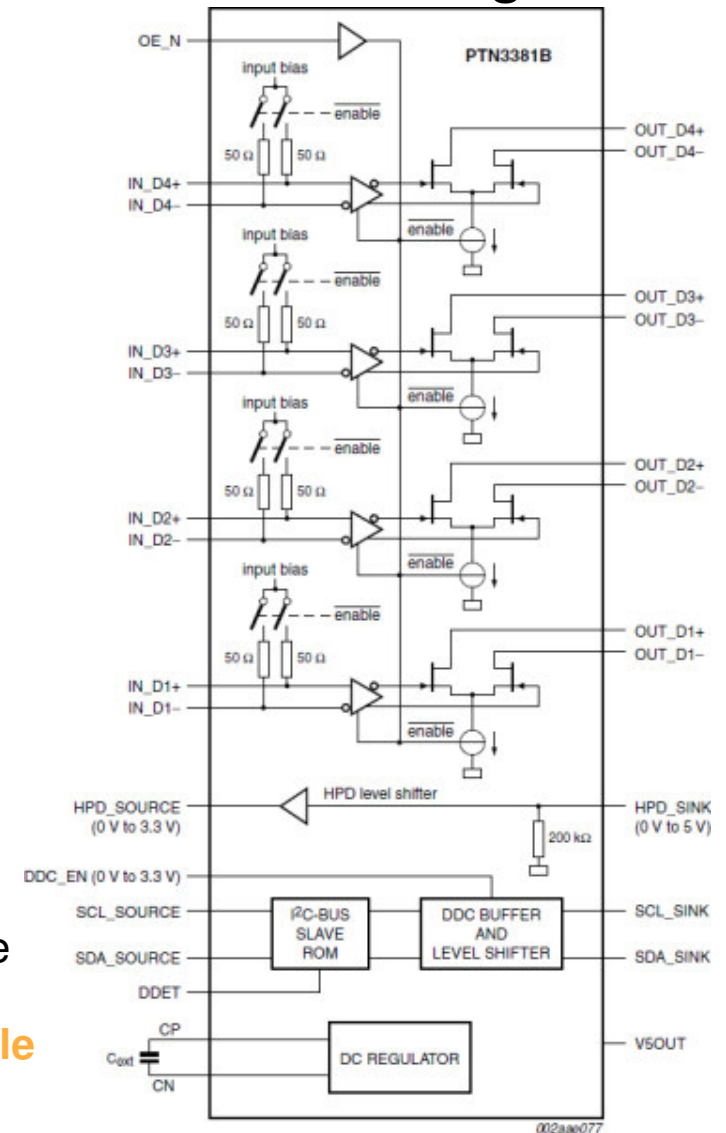 g
OE_N
PTN3381B
input bias
enable
50 Ω 50 Ω
OUT_D4+
OUT_D4−
IN_D4+
IN_D4−
enable
input bias
enable
50 Ω 50 Ω
OUT_D3+
OUT_D3−
IN_D3+
IN_D3−
enable
input bias
enable
50 Ω 50 Ω
OUT_D2+
OUT_D2−
IN_D2+
IN_D2−
enable
input bias
enable
50 Ω 50 Ω
OUT_D1+
OUT_D1−
IN_D1+
IN_D1−
enable
HPD level shifter
HPD_SOURCE
(0 V to 3.3 V)
HPD_SINK
(0 V to 5 V)
200 kΩ
DDC_EN (0 V to 3.3 V)
SCL_SOURCE
I²C-BUS
SLAVE
ROM
DDC BUFFER
AND
LEVEL SHIFTER
SCL_SINK
e
SDA_SOURCE
SDA_SINK
DDET
le
CP
Cext
CN
DC REGULATOR
V5OUT
002aae077